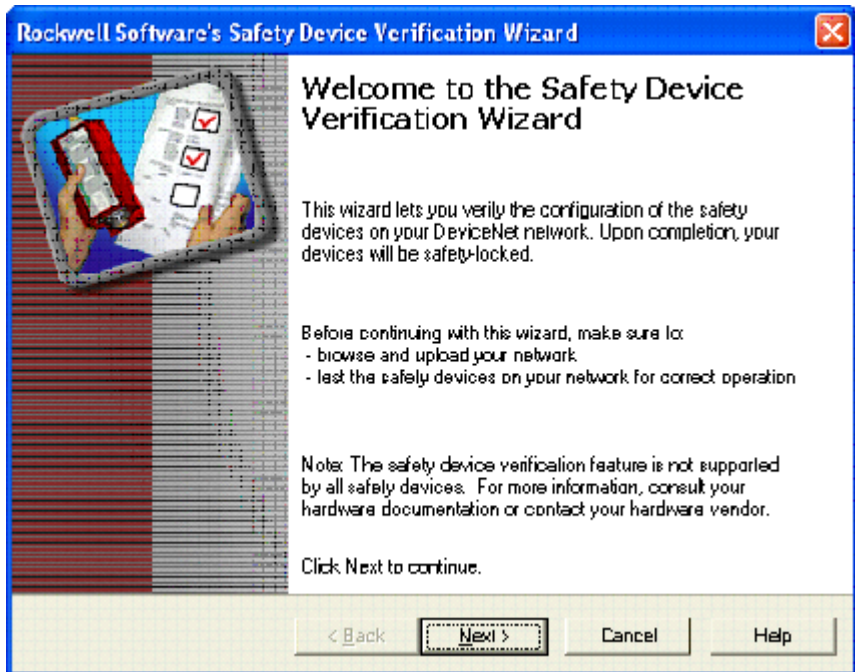 Rockwell Software's Safety Device Verification Wizard
Welcome to the Safety Device
Verification Wizard
This wizard lets you verify the configuration of the safety
devices on your DeviceNet network. Upon completion, your
devices will be safety-locked.
Before continuing with this wizard, make sure to:
- browse and upload your network
- test the safety devices on your network for correct operation
Note: The safety device verification feature is not supported
by all safety devices. For more information, consult your
hardware documentation or contact your hardware vendor.
Click Next to continue.
< Back
Next >
Cancel
Help